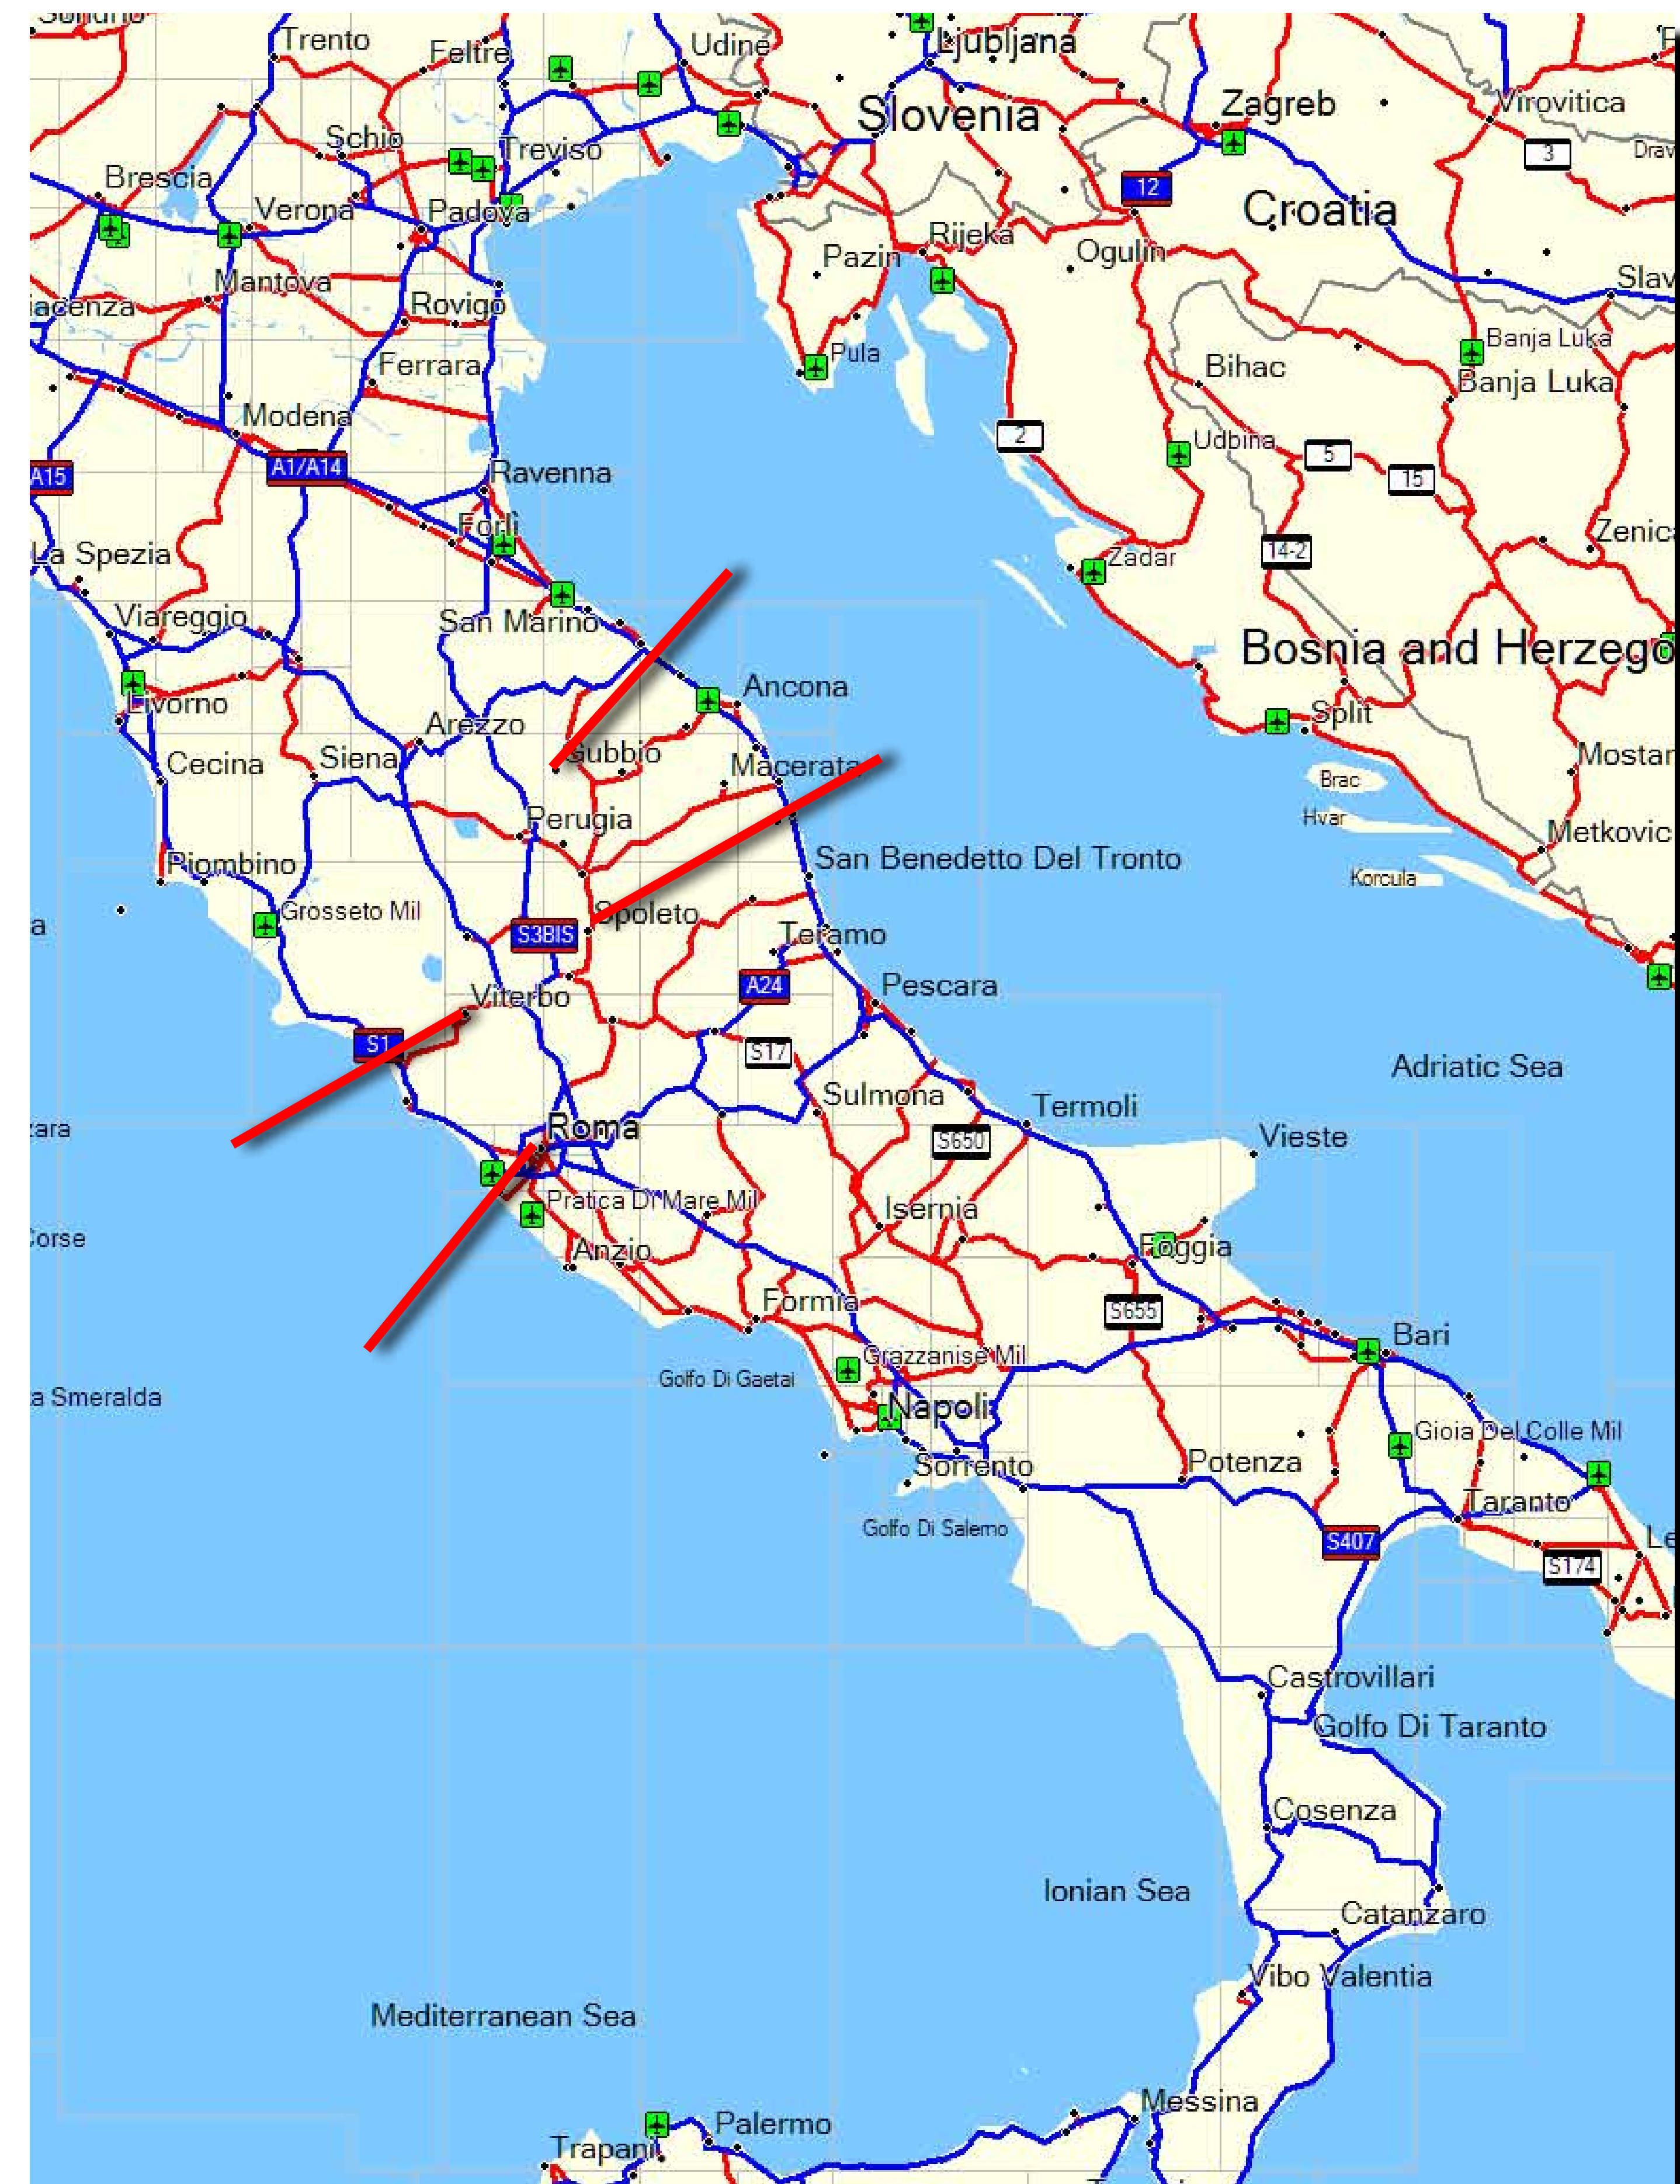 Trento
Feltre
Udine
Ljubljana
Slovenia
Zagreb
Virovitica
Schio
Treviso
3
Brescia
12
Verona
Padova
Croatia
Rijeka
Pazin
Ogulin
Mantova
Rovigo
Banja Luka
Pula
Ferrara
Bihac
Banja Luka
Modena
2
Udbina
5
A1/A14
A15
Ravenna
15
Forlì
14-2
La Spezia
Zadar
Viareggio
San Marino
Bosnia and Herzego
Ancona
Livorno
Split
Arezzo
Gubbio
Siena
Cecina
Macerata
Mostar
Brac
Hvar
Perugia
Metkovic
San Benedetto Del Tronto
Piombino
Korcula
Grosseto Mil
Spoleto
S3BIS
Teramo
A24
Pescara
Viterbo
S1
S17
Adriatic Sea
Sulmona
Termoli
Roma
S650
Vieste
Pratica Di Mare Mil
Isernia
Corse
Anzio
Foggia
Formia
S655
Bari
Grazzanise Mil
Golfo Di Gaetai
a Smeralda
Napoli
Gioia Del Colle Mil
Sorrento
Potenza
Taranto
Golfo Di Salerno
S407
S174
Castrovillari
Golfo Di Taranto
Cosenza
Ionian Sea
Catanzaro
Vibo Valentia
Mediterranean Sea
Messina
Palermo
Trapani